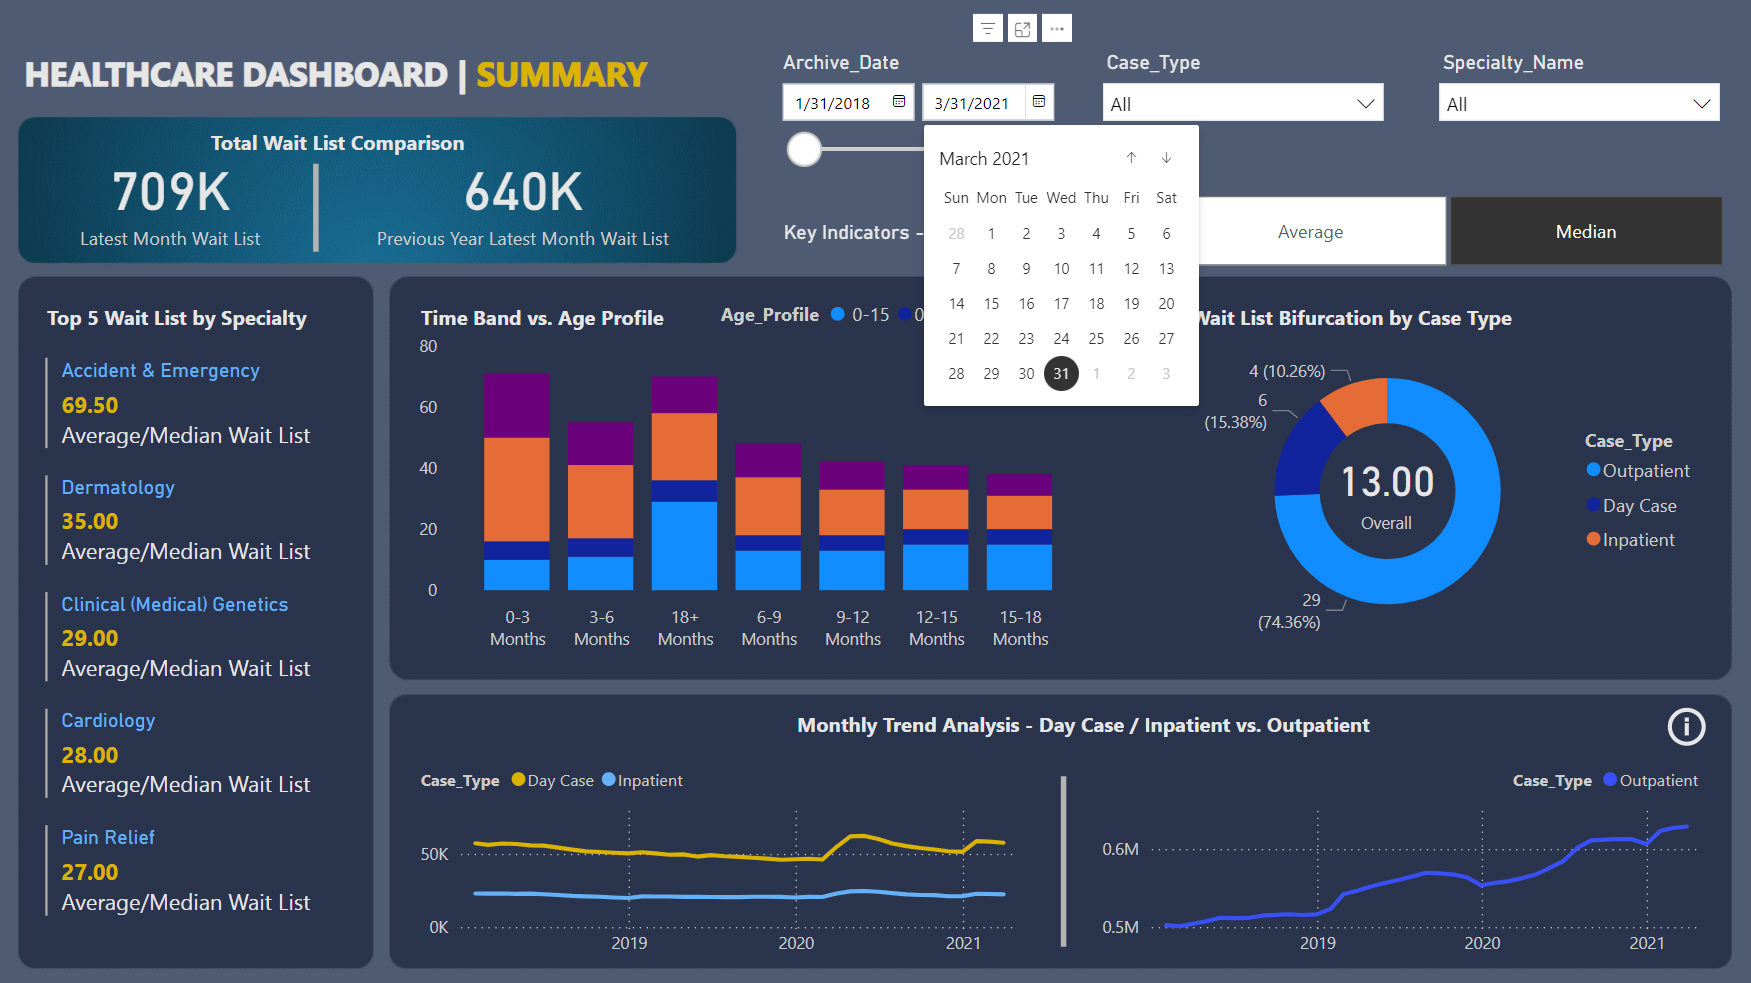 HEALTHCARE DASHBOARD | SUMMARY
Archive_Date
1/31/2018
3/31/2021
Case_Type
All
Specialty_Name
All
Total Wait List Comparison
709K
Latest Month Wait List
640K
Previous Year Latest Month Wait List
March 2021
Sun Mon Tue Wed Thu Fri Sat
28 1 2 3 4 5 6
7 8 9 10 11 12 13
14 15 16 17 18 19 20
21 22 23 24 25 26 27
28 29 30 31 1 2 3
Key Indicators -
Average
Median
Top 5 Wait List by Specialty
Accident & Emergency
69.50
Average/Median Wait List
Dermatology
35.00
Average/Median Wait List
Clinical (Medical) Genetics
29.00
Average/Median Wait List
Cardiology
28.00
Average/Median Wait List
Pain Relief
27.00
Average/Median Wait List
Time Band vs. Age Profile
Age_Profile 0-15 0
80
60
40
20
0
0-3 Months
3-6 Months
18+ Months
6-9 Months
9-12 Months
12-15 Months
15-18 Months
Wait List Bifurcation by Case Type
4 (10.26%)
6
(15.38%)
13.00
Overall
29
(74.36%)
Case_Type
Outpatient
Day Case
Inpatient
Monthly Trend Analysis - Day Case / Inpatient vs. Outpatient
Case_Type Day Case Inpatient
50K
0K
2019 2020 2021
Case_Type Outpatient
0.6M
0.5M
2019 2020 2021